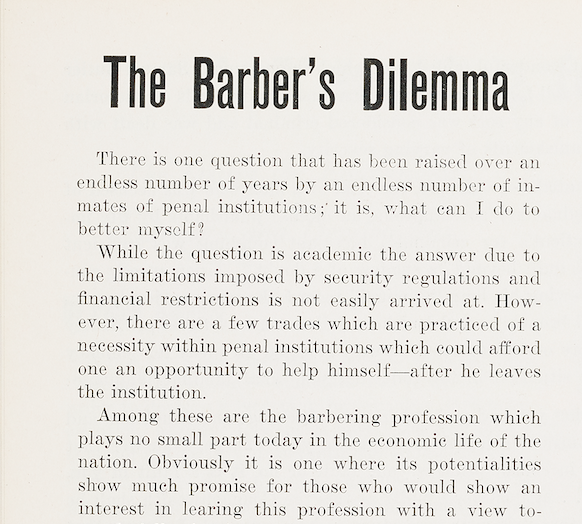 The Barber's Dilemma
There is one question that has been raised over an
endless number of years by an endless number of in-
mates of penal institutions; it is, what can I do to
better myself?
While the question is academic the answer due to
the limitations imposed by security regulations and
financial restrictions is not easily arrived at. How-
ever, there are a few trades which are practiced of a
necessity within penal institutions which could afford
one an opportunity to help himself—after he leaves
the institution.
Among these are the barbering profession which
plays no small part today in the economic life of the
nation. Obviously it is one where its potentialities
show much promise for those who would show an
interest in learing this profession with a view to-